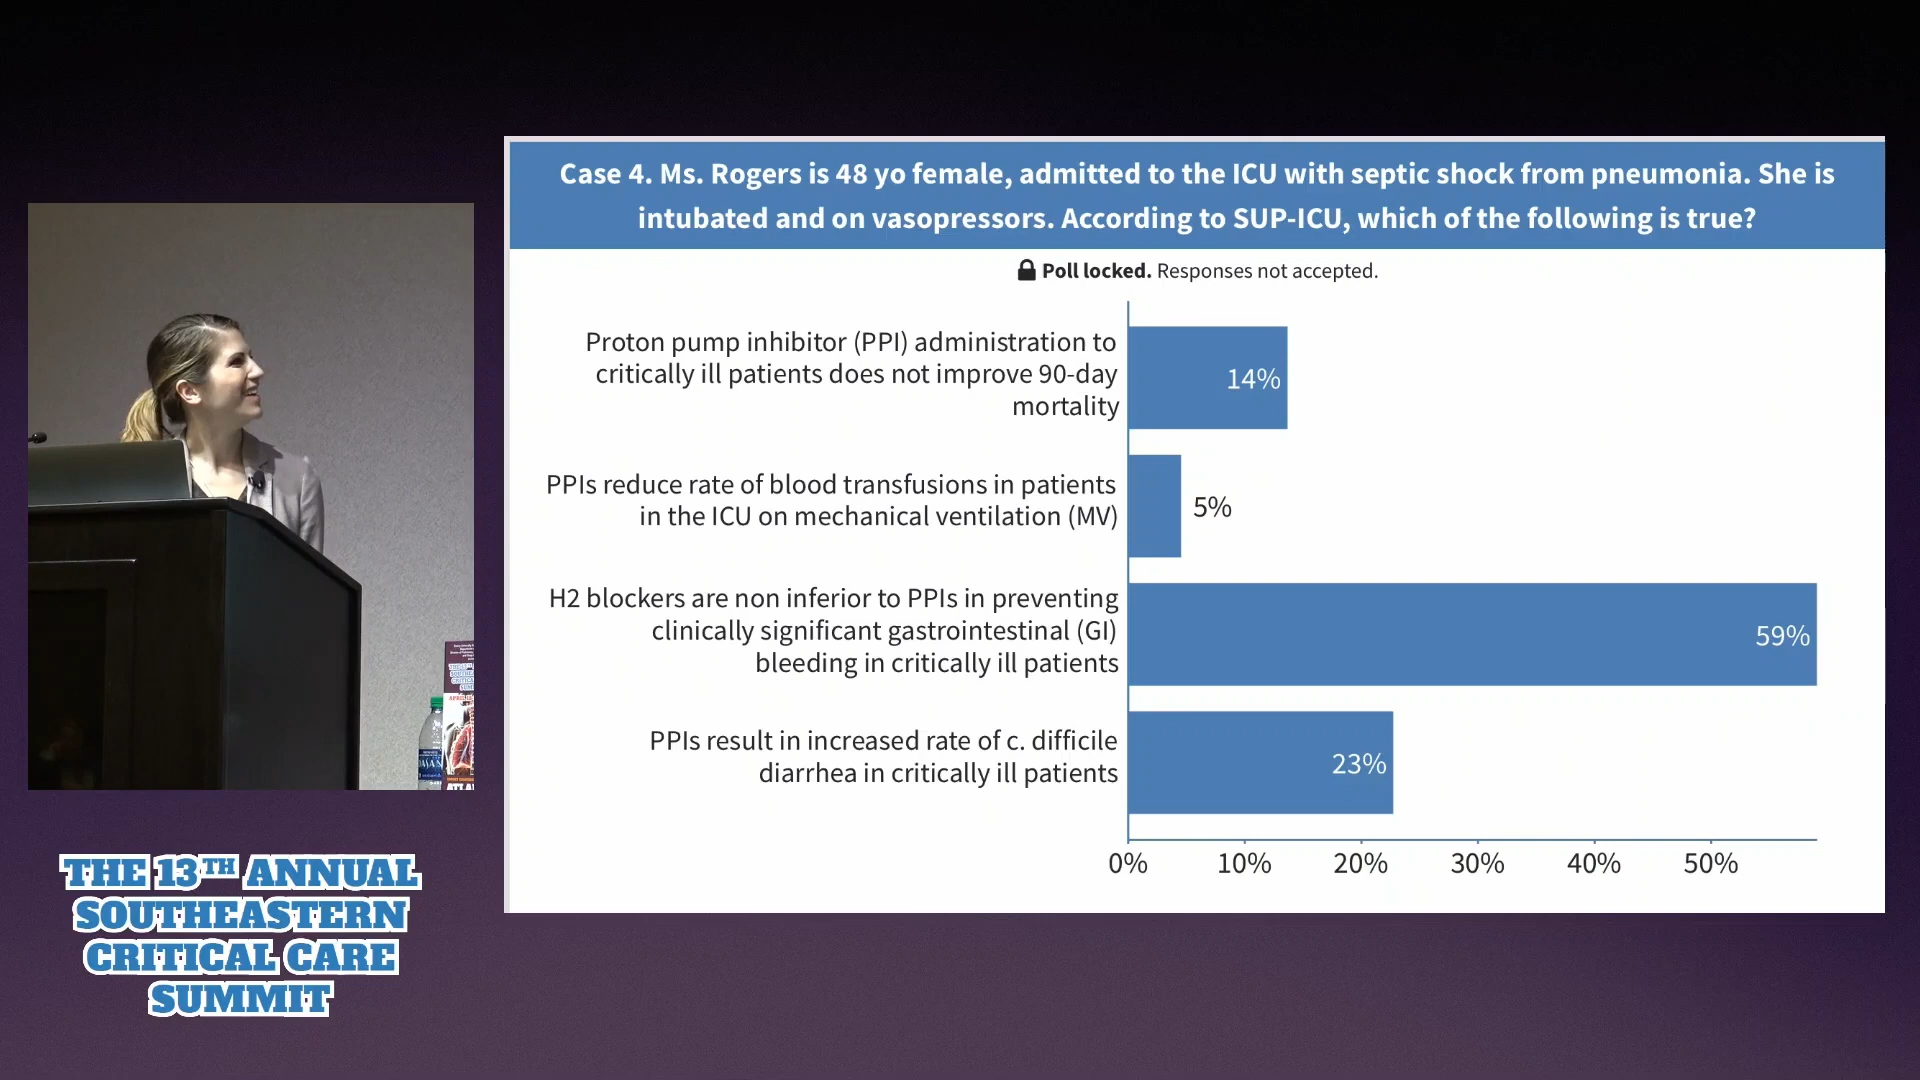 Case 4. Ms. Rogers is 48 yo female, admitted to the ICU with septic shock from pneumonia. She is
intubated and on vasopressors. According to SUP-ICU, which of the following is true?
Poll locked. Responses not accepted.
Proton pump inhibitor (PPI) administration to
critically ill patients does not improve 90-day
mortality
14%
PPIs reduce rate of blood transfusions in patients
in the ICU on mechanical ventilation (MV)
5%
H2 blockers are non inferior to PPIs in preventing
clinically significant gastrointestinal (GI)
bleeding in critically ill patients
59%
PPIs result in increased rate of c. difficile
diarrhea in critically ill patients
23%
0% 10% 20% 30% 40% 50%
THE 13TH ANNUAL
SOUTHEASTERN
CRITICAL CARE
SUMMIT